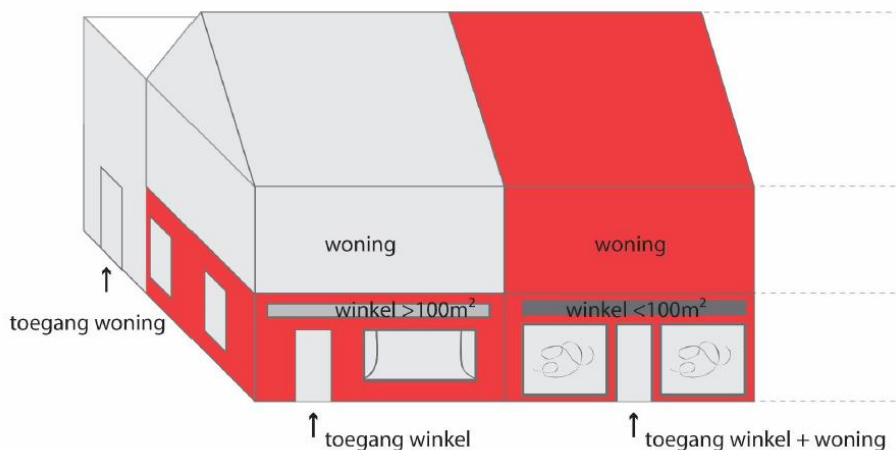 woning
woning
winkel >100m²
winkel <100m²
toegang woning
toegang winkel
toegang winkel + woning